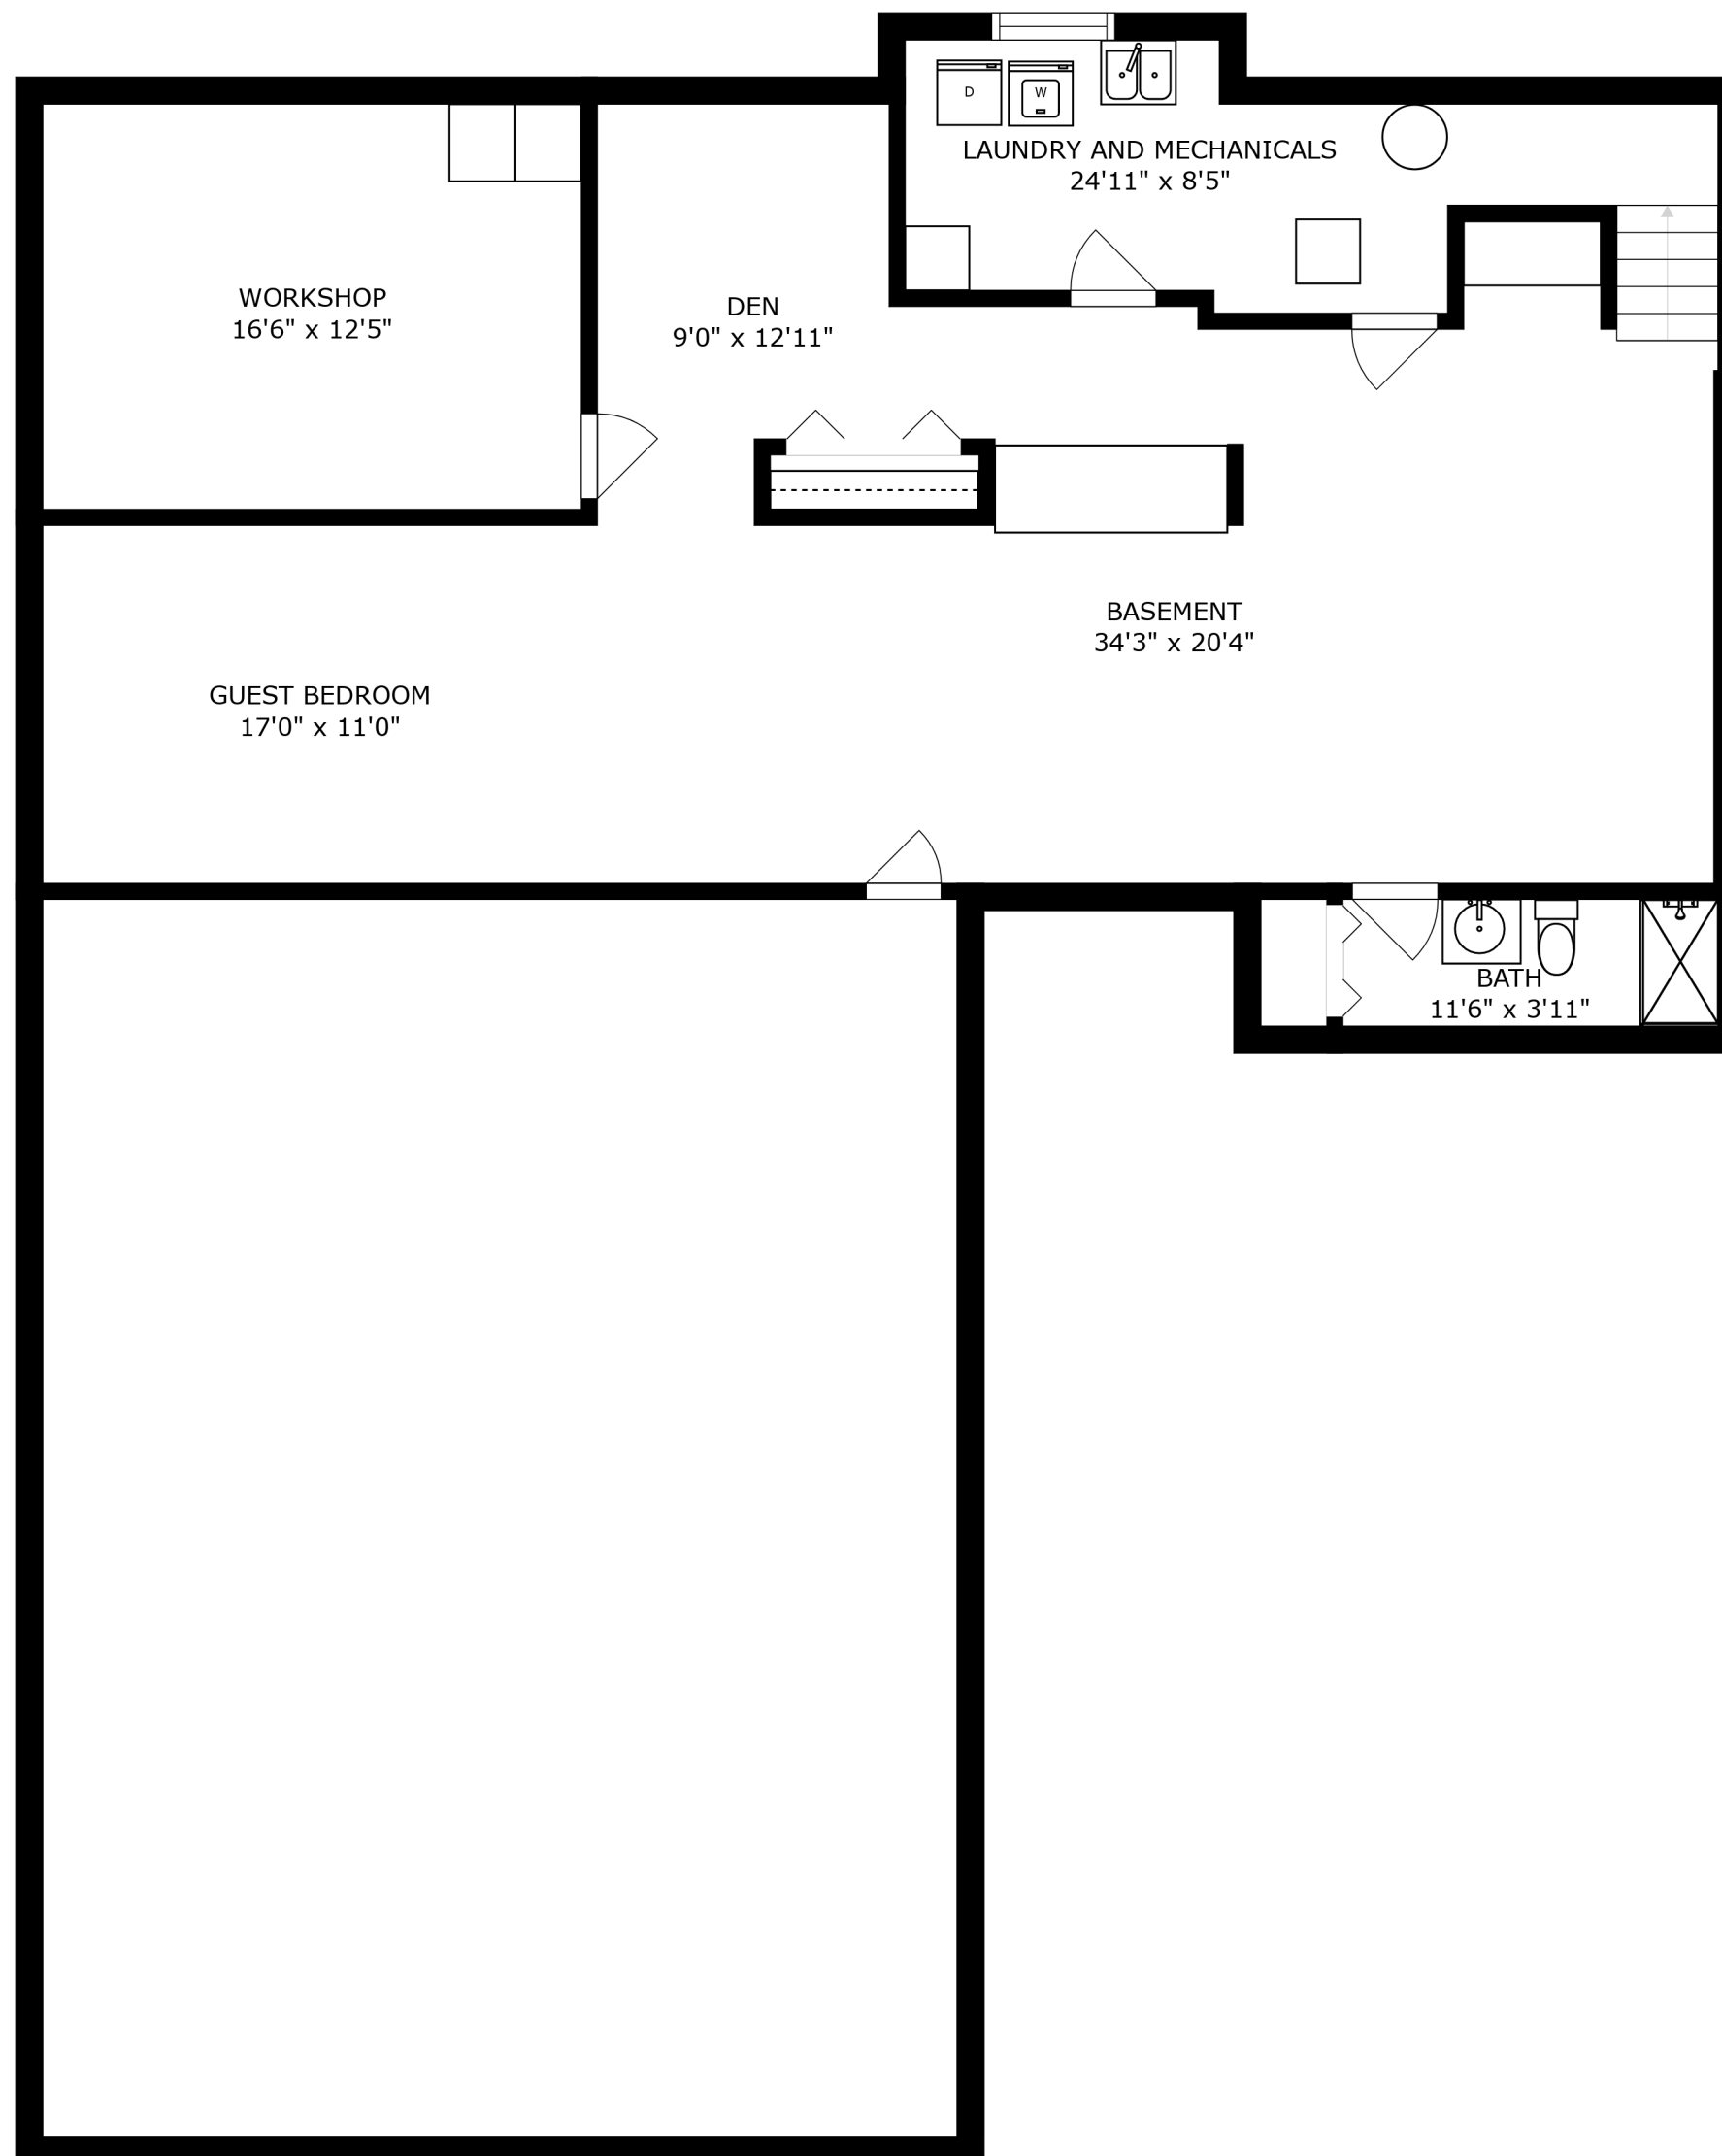 D
W
LAUNDRY AND MECHANICALS
24'11" x 8'5"
WORKSHOP
16'6" x 12'5"
DEN
9'0" x 12'11"
BASEMENT
34'3" x 20'4"
GUEST BEDROOM
17'0" x 11'0"
BATH
11'6" x 3'11"